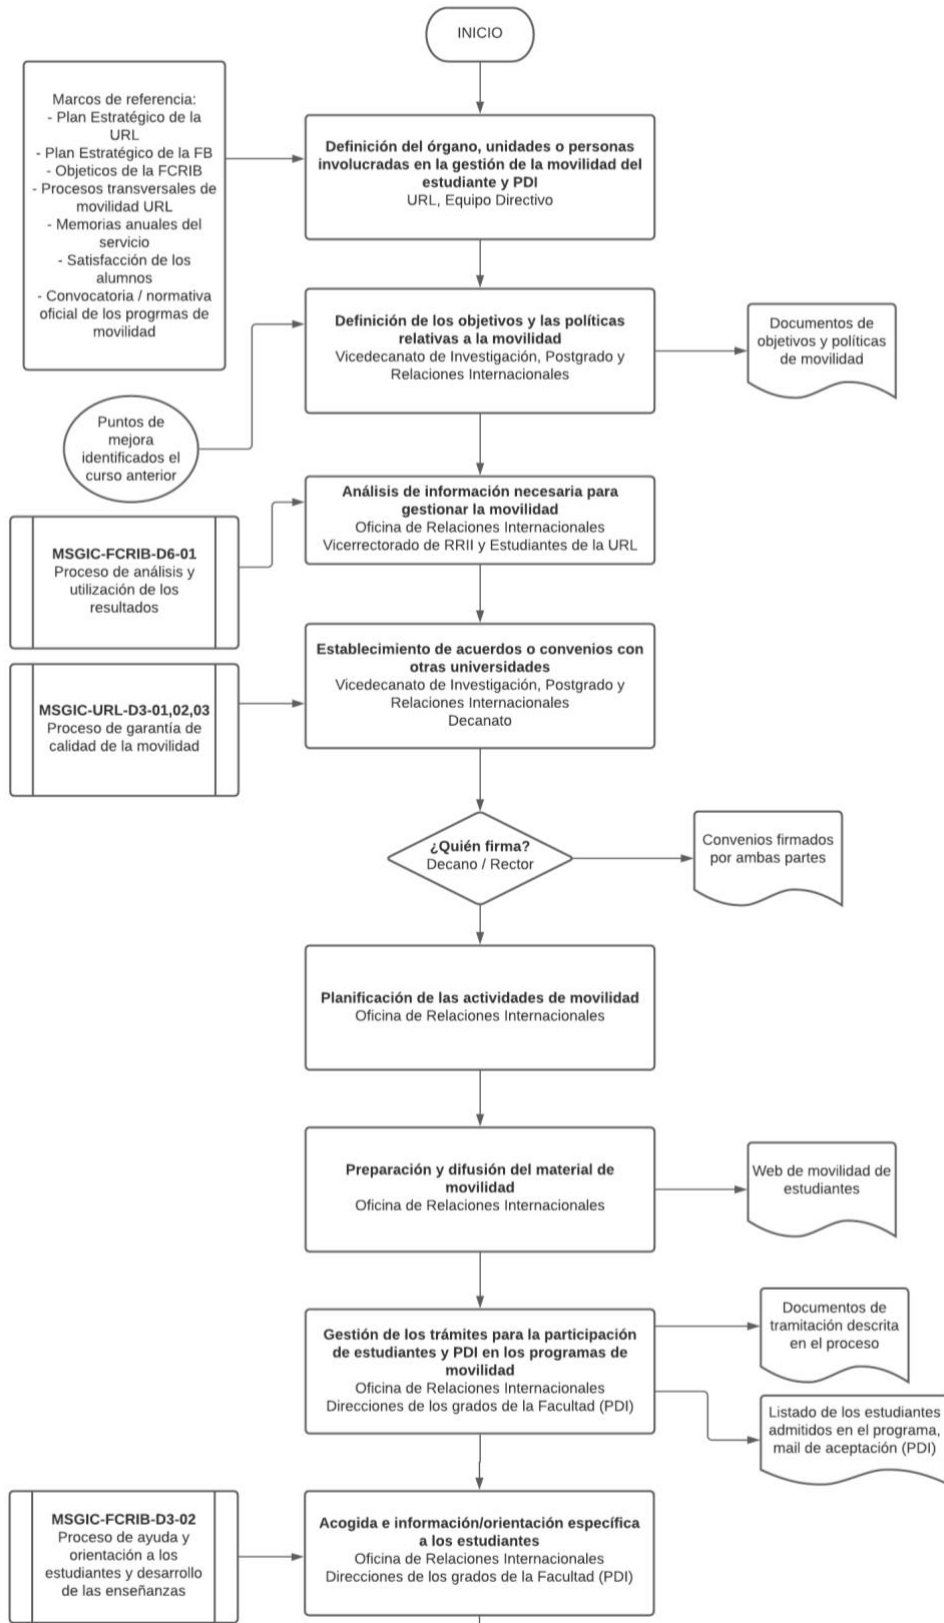 INICIO
Marcos de referencia:
- Plan Estratégico de la
URL
- Plan Estratégico de la FB
- Objeticos de la FCRIB
- Procesos transversales de
movilidad URL
- Memorias anuales del
servicio
- Satisfacción de los
alumnos
- Convocatoria / normativa
oficial de los progrmas de
movilidad
Definición del órgano, unidades o personas
involucradas en la gestión de la movilidad del
estudiante y PDI
URL, Equipo Directivo
Definición de los objetivos y las políticas
relativas a la movilidad
Vicedecanato de Investigación, Postgrado y
Relaciones Internacionales
Documentos de
objetivos y políticas
de movilidad
Puntos de
mejora
identificados el
curso anterior
Análisis de información necesaria para
gestionar la movilidad
Oficina de Relaciones Internacionales
Vicerrectorado de RRII y Estudiantes de la URL
MSGIC-FCRIB-D6-01
Proceso de análisis y
utilización de los
resultados
Establecimiento de acuerdos o convenios con
otras universidades
Vicedecanato de Investigación, Postgrado y
Relaciones Internacionales
Decanato
MSGIC-URL-D3-01,02,03
Proceso de garantía de
calidad de la movilidad
¿Quién firma?
Decano / Rector
Convenios firmados
por ambas partes
Planificación de las actividades de movilidad
Oficina de Relaciones Internacionales
Preparación y difusión del material de
movilidad
Oficina de Relaciones Internacionales
Web de movilidad de
estudiantes
Gestión de los trámites para la participación
de estudiantes y PDI en los programas de
movilidad
Oficina de Relaciones Internacionales
Direcciones de los grados de la Facultad (PDI)
Documentos de
tramitación descrita
en el proceso
Listado de los estudiantes
admitidos en el programa,
mail de aceptación (PDI)
MSGIC-FCRIB-D3-02
Proceso de ayuda y
orientación a los
estudiantes y desarrollo
de las enseñanzas
Acogida e información/orientación específica
a los estudiantes
Oficina de Relaciones Internacionales
Direcciones de los grados de la Facultad (PDI)